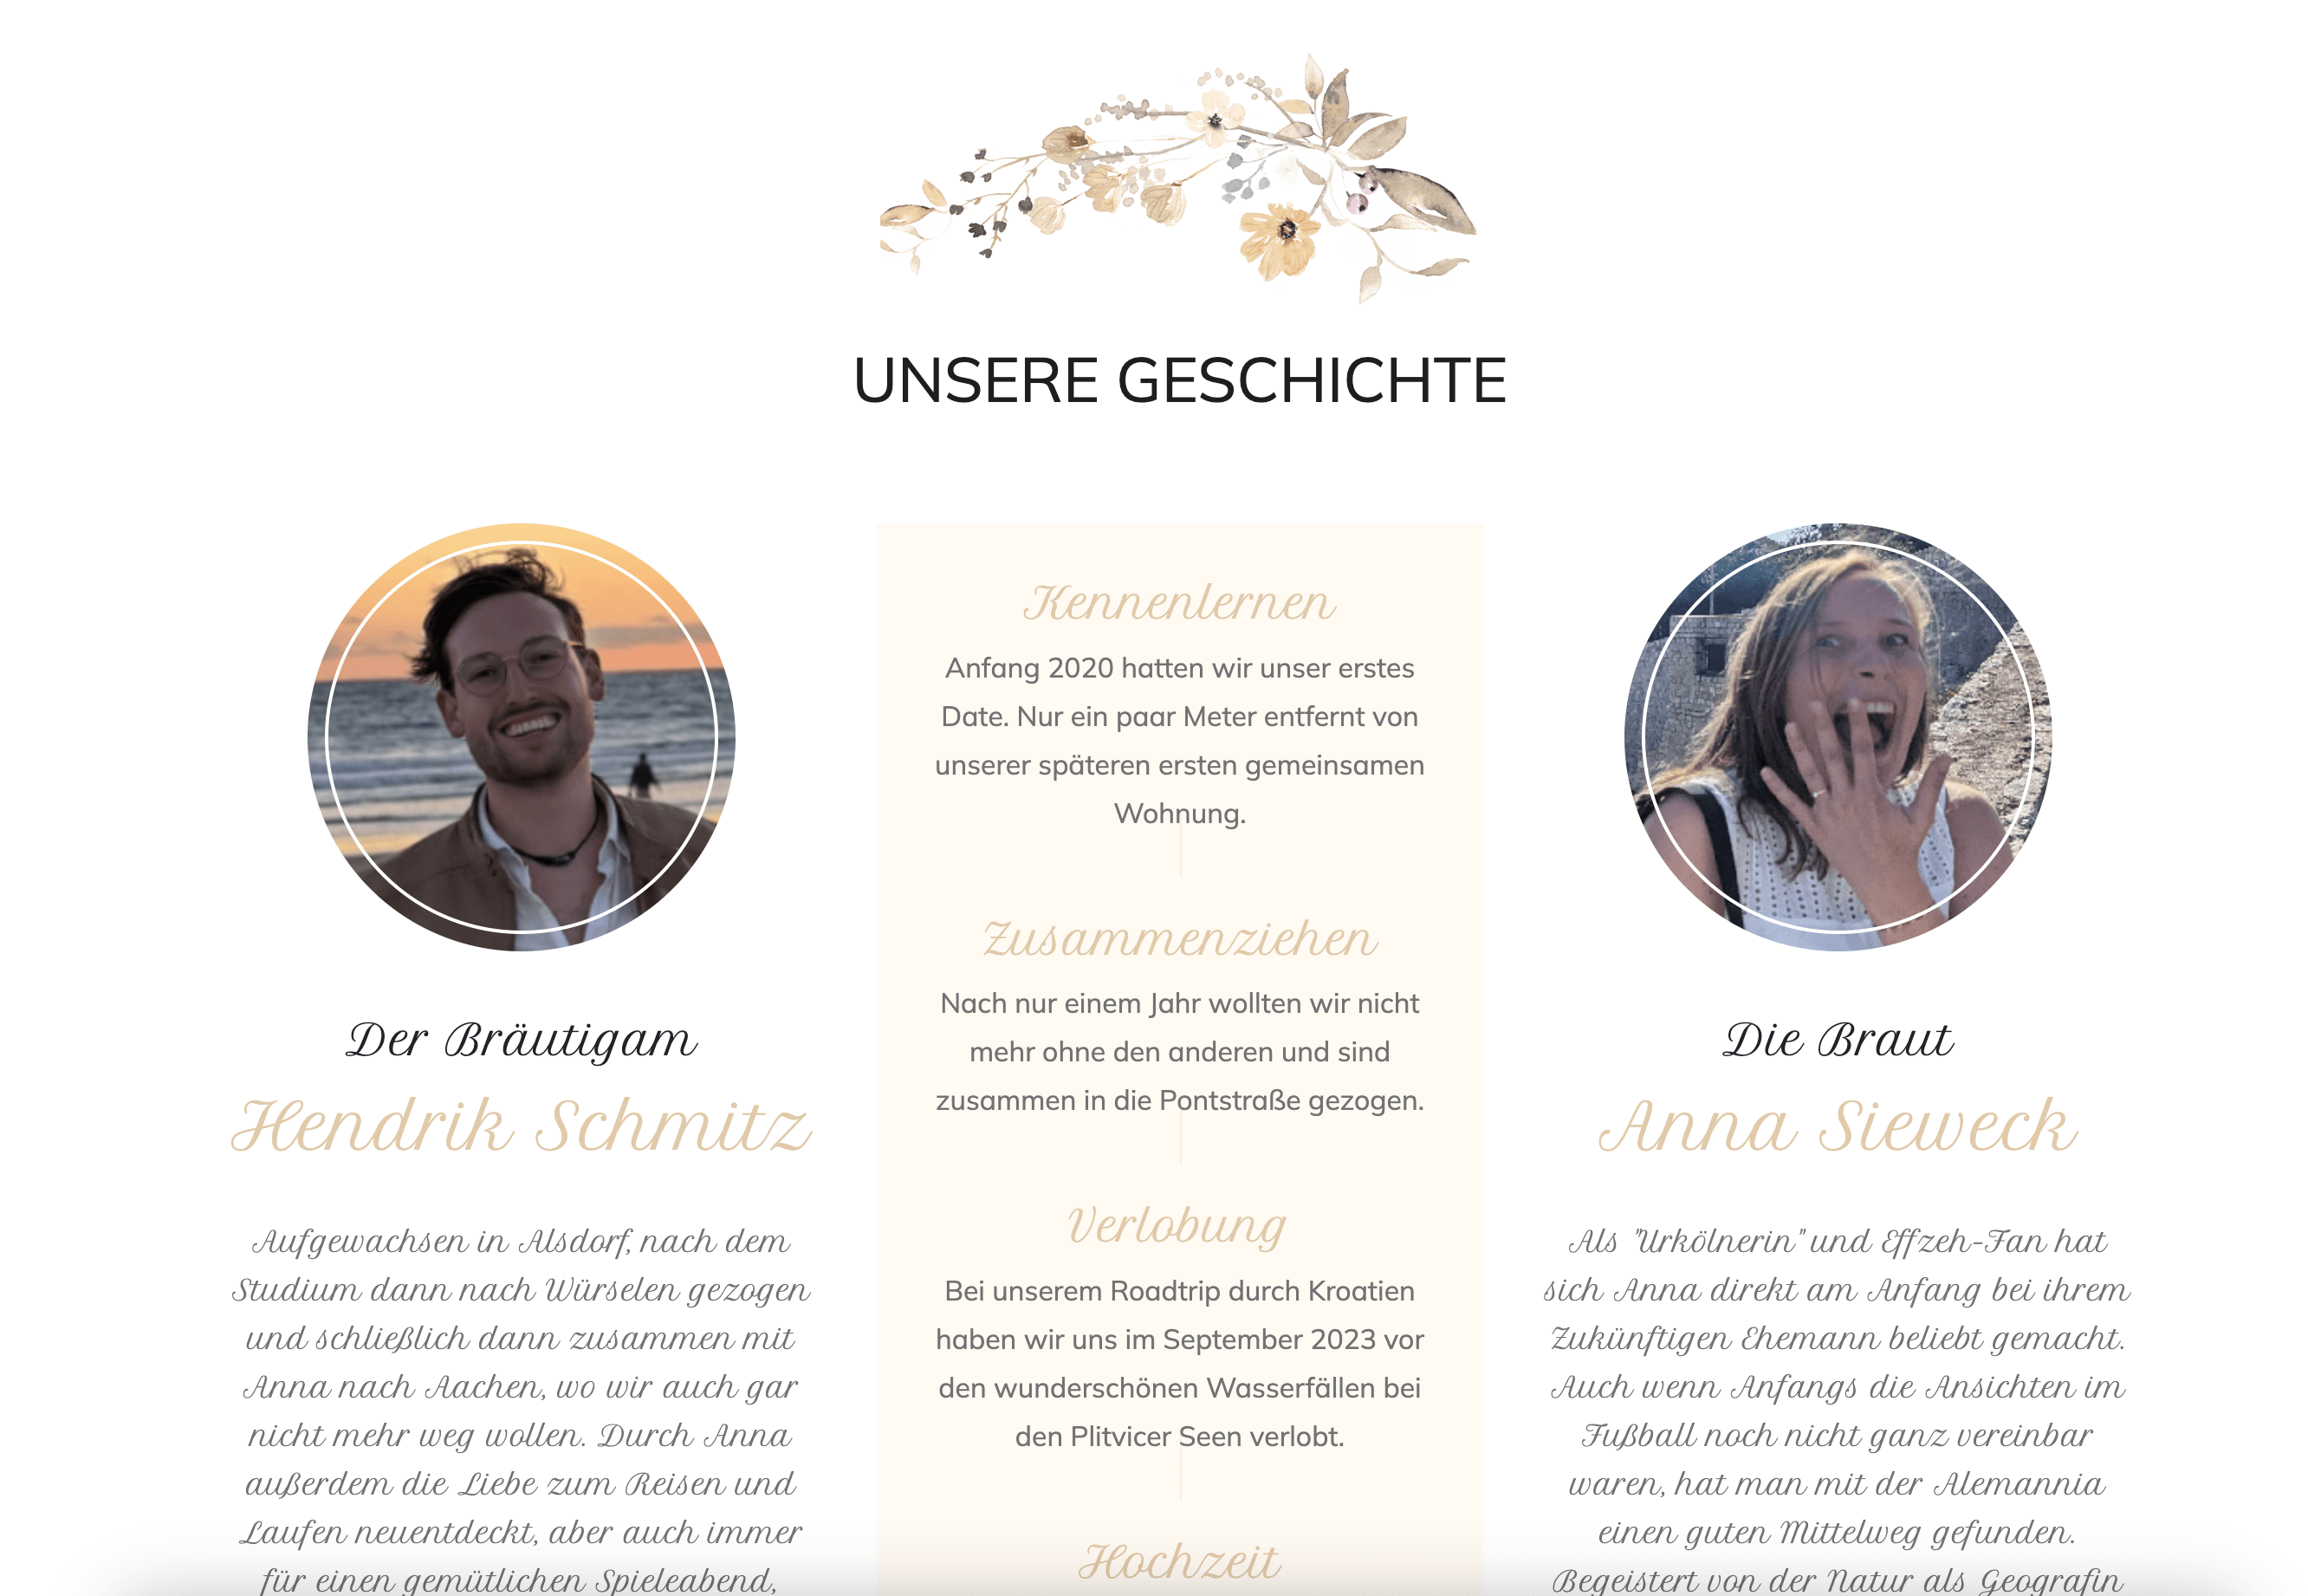 UNSERE GESCHICHTE
Der Bräutigam
Hendrik Schmitz
Aufgewachsen in Alsdorf, nach dem
Studium dann nach Würselen gezogen
und schließlich dann zusammen mit
Anna nach Aachen, wo wir auch gar
nicht mehr weg wollen. Durch Anna
außerdem die Liebe zum Reisen und
Laufen neuentdeckt, aber auch immer
für einen gemütlichen Spieleabend,
Kennenlernen
Anfang 2020 hatten wir unser erstes
Date. Nur ein paar Meter entfernt von
unserer späteren ersten gemeinsamen
Wohnung.
Zusammenziehen
Nach nur einem Jahr wollten wir nicht
mehr ohne den anderen und sind
zusammen in die Pontstraße gezogen.
Verlobung
Bei unserem Roadtrip durch Kroatien
haben wir uns im September 2023 vor
den wunderschönen Wasserfällen bei
den Plitvicer Seen verlobt.
Hochzeit
Die Braut
Anna Sieweck
Als "Urkölnerin" und Effzeh-Fan hat
sich Anna direkt am Anfang bei ihrem
Zukünftigen Ehemann beliebt gemacht.
Auch wenn Anfangs die Ansichten im
Fußball noch nicht ganz vereinbar
waren, hat man mit der Alemannia
einen guten Mittelweg gefunden.
Begeistert von der Natur als Geografin